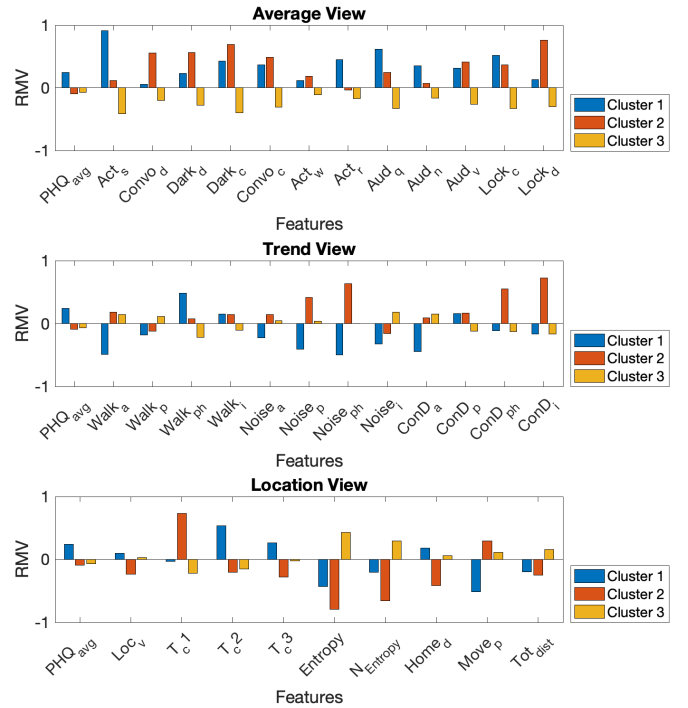 Average View
1
0
-1
RMV
PHQ avg
Act s
Convo d
Dark d
Dark c
Convo c
Act w
Act r
Aud q
Aud n
Aud v
Lock c
Lock d
Features
Cluster 1
Cluster 2
Cluster 3
Trend View
1
0
-1
RMV
PHQ avg
Walk a
Walk p
Walk ph
Walk i
Noise a
Noise p
Noise ph
Noise i
ConD a
ConD p
ConD ph
ConD i
Features
Cluster 1
Cluster 2
Cluster 3
Location View
1
0
-1
RMV
PHQ avg
Loc v
T c 1
T c 2
T c 3
Entropy
N Entropy
Home d
Move p
Tot dist
Features
Cluster 1
Cluster 2
Cluster 3